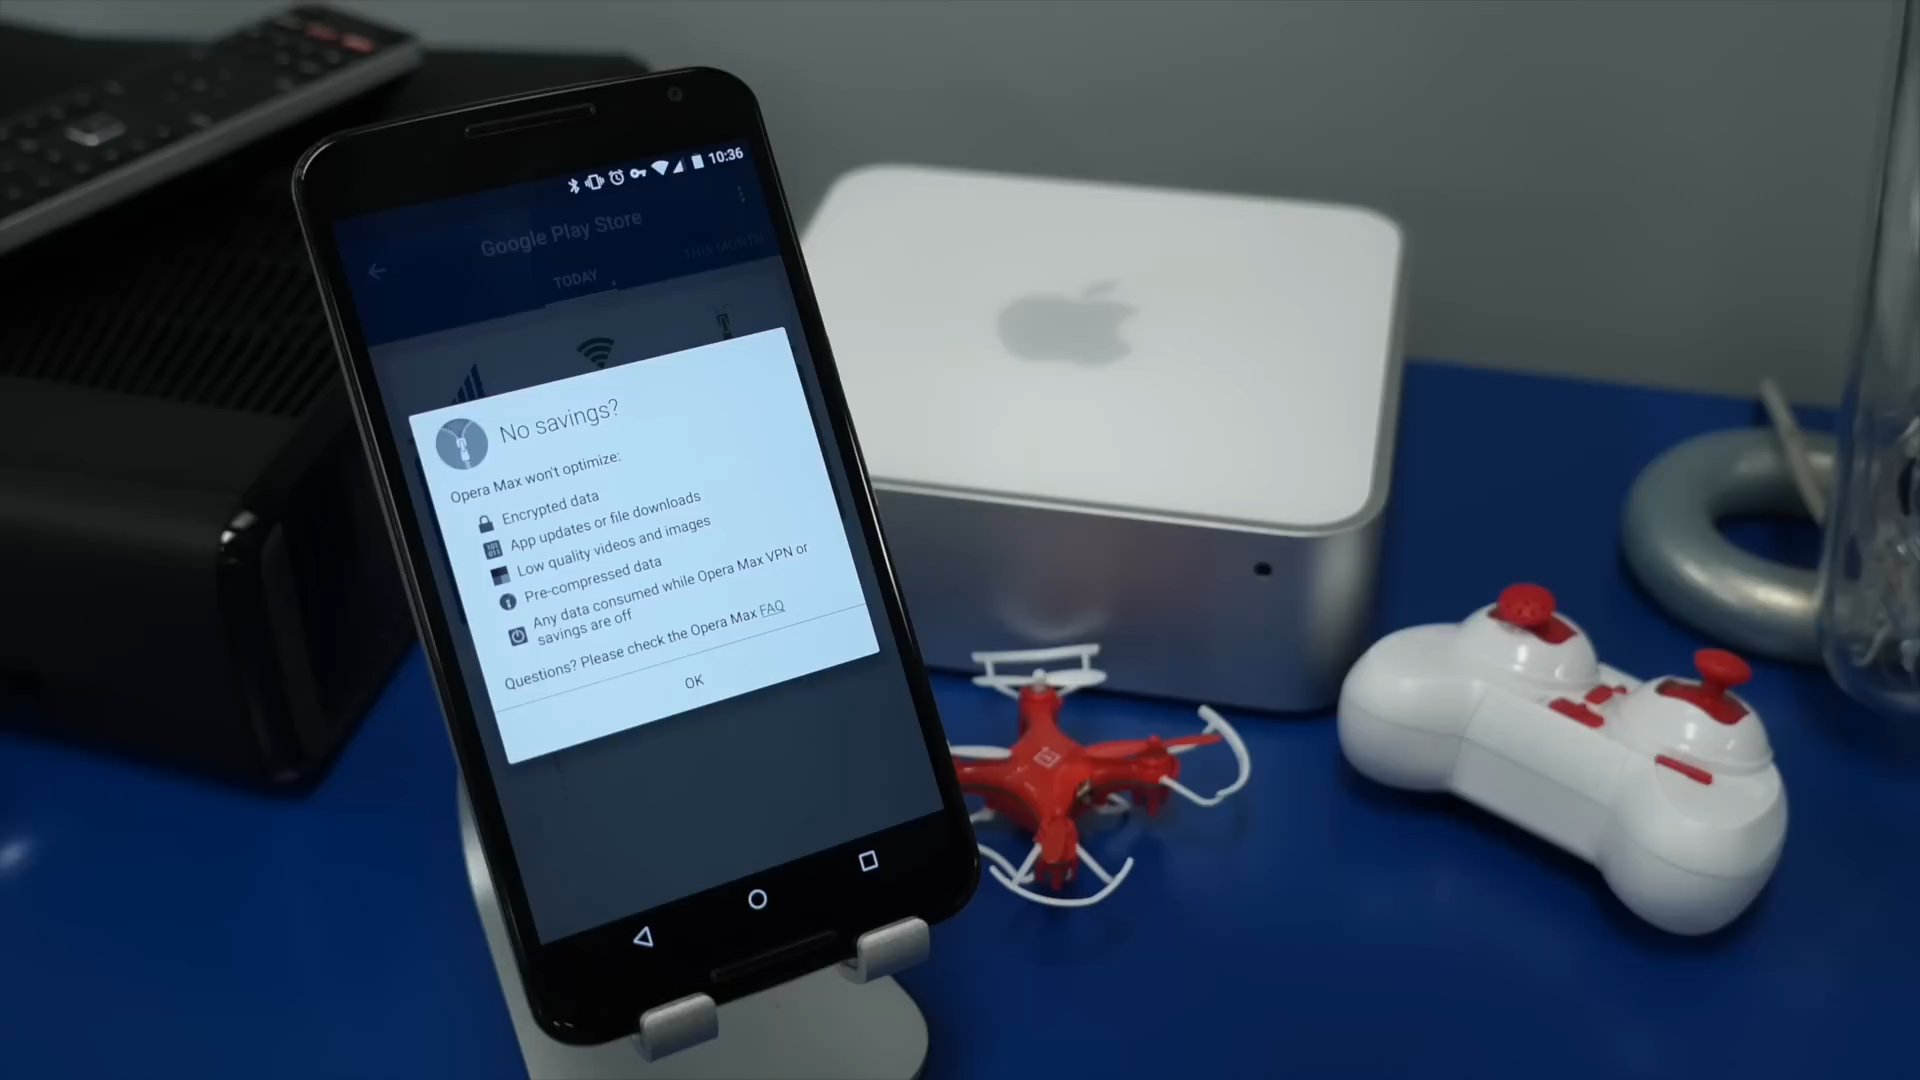 10:36
Google Play Store
TODAY
THIS MONTH
No savings?
Opera Max won't optimize:
Encrypted data
App updates or file downloads
Low quality videos and images
Pre-compressed data
Any data consumed while Opera Max VPN or
savings are off
Questions? Please check the Opera Max FAQ
OK